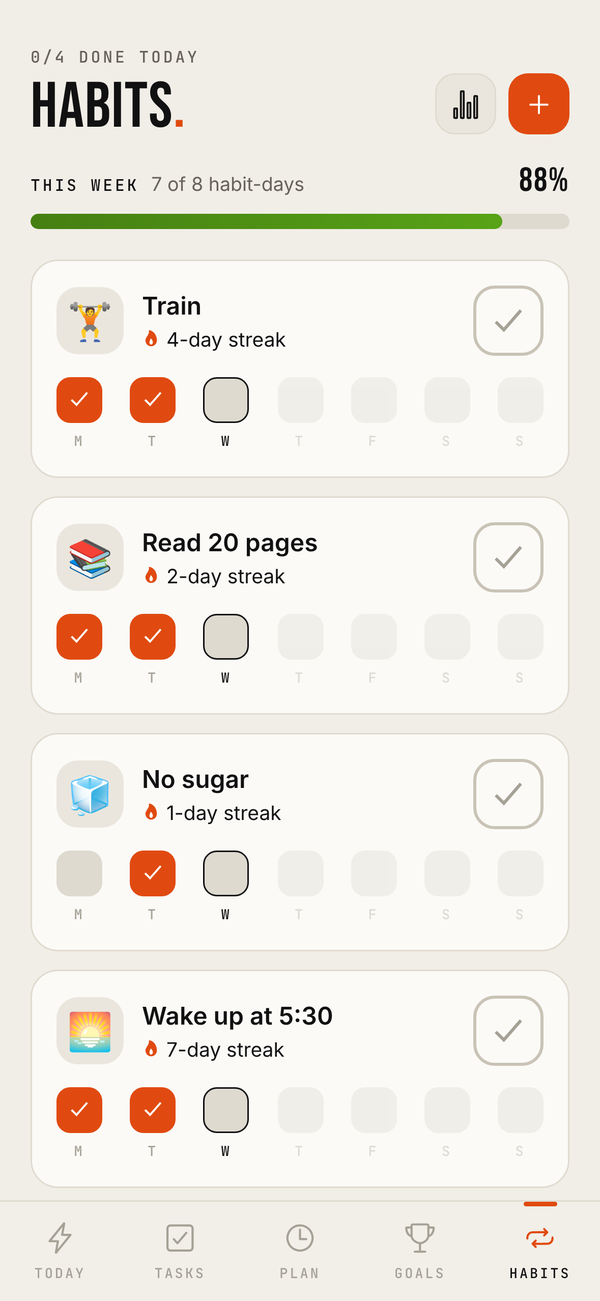 0/4 DONE TODAY
HABITS.
THIS WEEK 7 of 8 habit-days 88%
Train
4-day streak
M T W T F S S
Read 20 pages
2-day streak
M T W T F S S
No sugar
1-day streak
M T W T F S S
Wake up at 5:30
7-day streak
M T W T F S S
TODAY TASKS PLAN GOALS HABITS